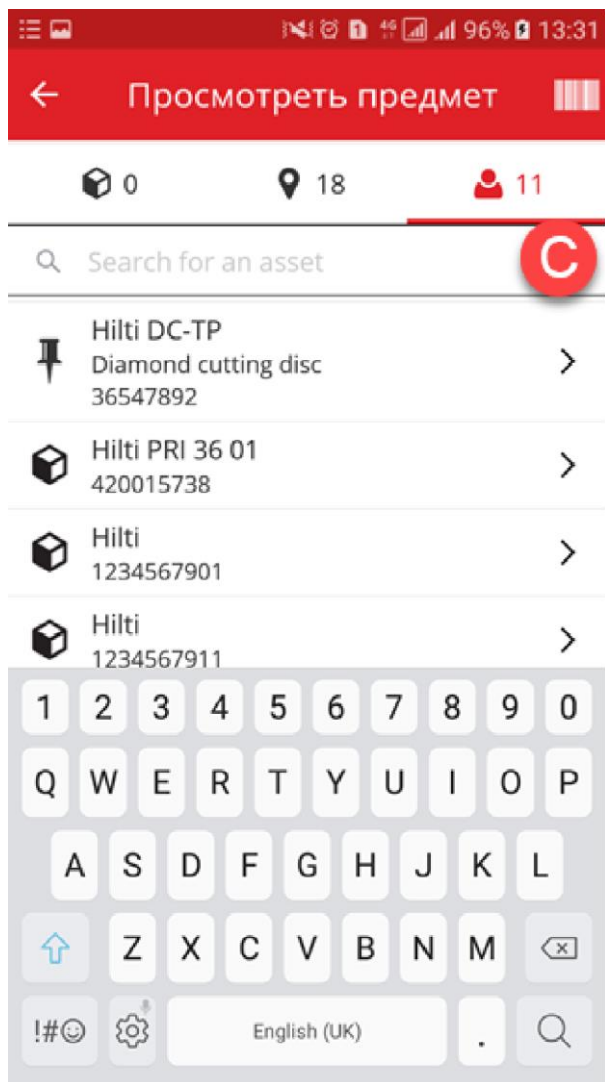 4G 96% 13:31
Просмотреть предмет
0 18 11
Search for an asset C
Hilti DC-TP
Diamond cutting disc
36547892
Hilti PRI 36 01
420015738
Hilti
1234567901
Hilti
1234567911
1 2 3 4 5 6 7 8 9 0
Q W E R T Y U I O P
A S D F G H J K L
Z X C V B N M
!#☺ English (UK) .